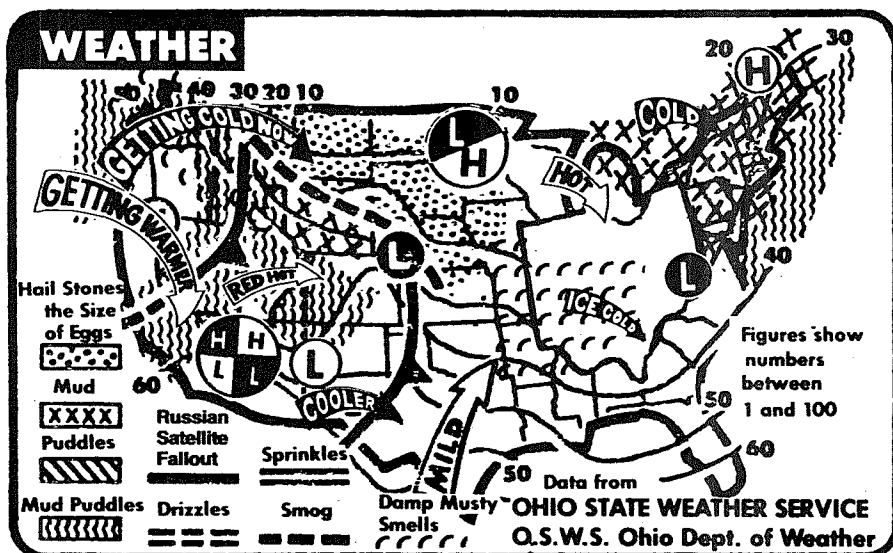 WEATHER
40 30 20 10
10
20
30
H
COLD
GETTING COLD NOW
L
H
HOT
GETTING WARMER
L
L
RED HOT
ICE COLD
40
Hail Stones
the Size
of Eggs
H H
L L
L
Figures show
numbers
between
1 and 100
Mud
60
COOLER
Puddles
Russian
Satellite
Fallout
Sprinkles
MILD
50
60
50
Data from
Mud Puddles
Drizzles
Smog
Damp Musty
Smells
OHIO STATE WEATHER SERVICE
O.S.W.S. Ohio Dept. of Weather